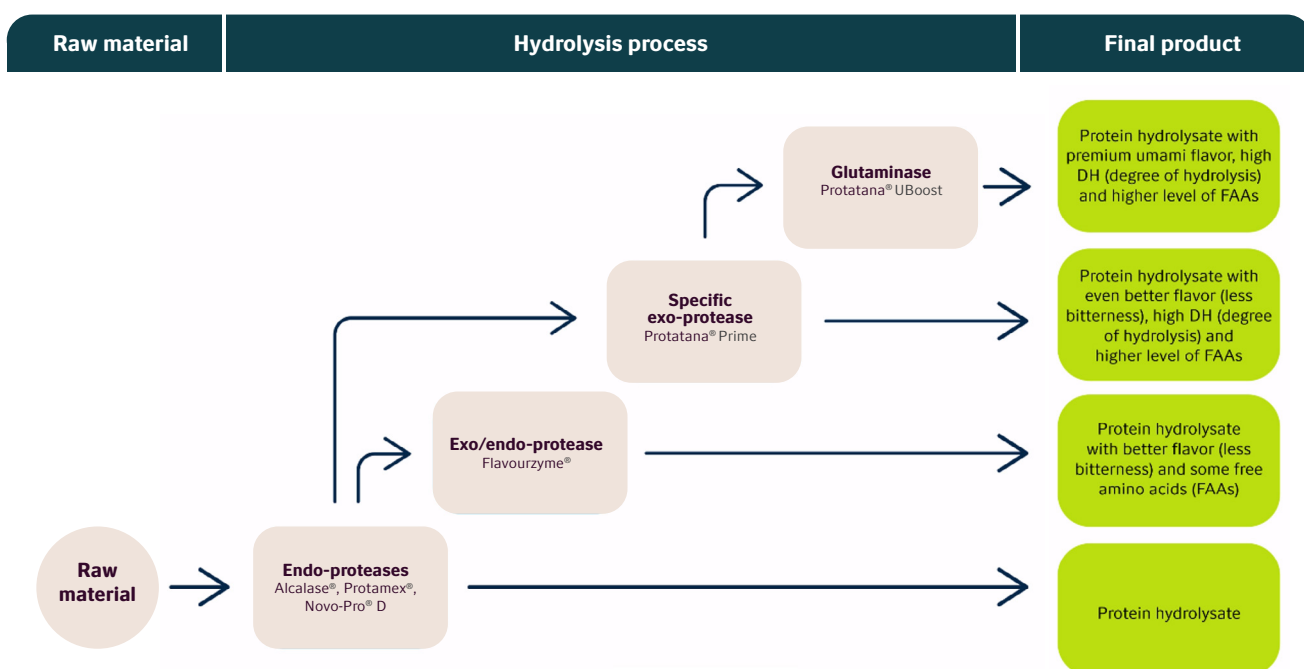 Raw material
Hydrolysis process
Final product
Glutaminase
Protatana® UBoost
Protein hydrolysate with
premium umami flavor, high
DH (degree of hydrolysis)
and higher level of FAAs
Specific
exo-protease
Protatana® Prime
Protein hydrolysate with
even better flavor (less
bitterness), high DH (degree
of hydrolysis) and
higher level of FAAs
Exo/endo-protease
Flavourzyme®
Protein hydrolysate
with better flavor (less
bitterness) and some free
amino acids (FAAs)
Raw
material
Endo-proteases
Alcalase®, Protamex®,
Novo-Pro® D
Protein hydrolysate